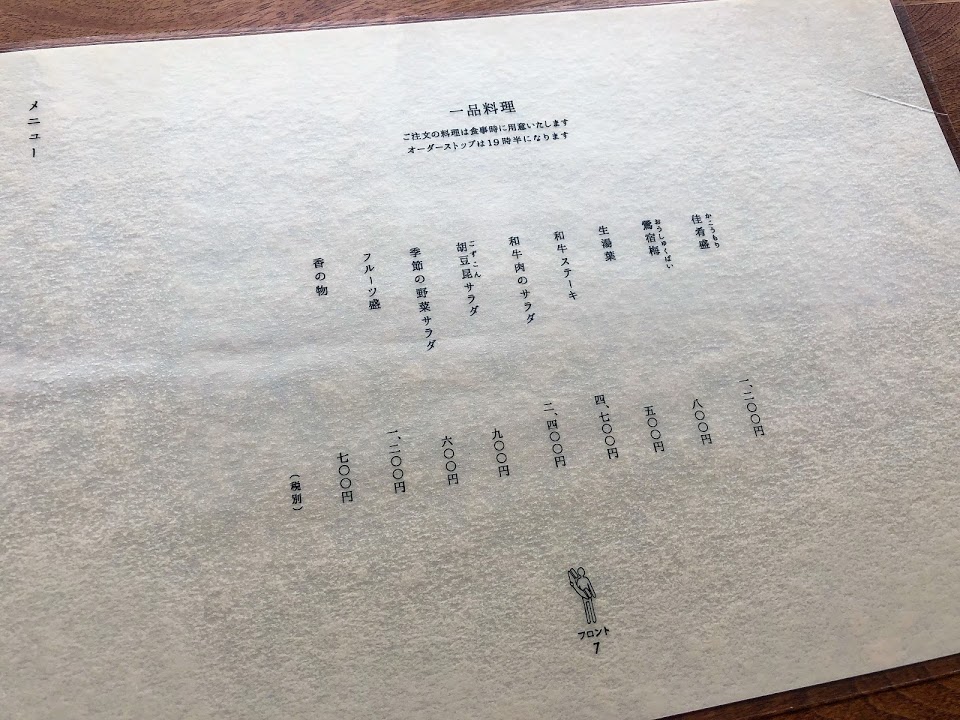 一品料理
ご注文の料理は食事時に用意いたします
オーダーストップは19時半になります
かこうもり
佳肴盛 一、二〇〇円
おうしゅくばい
鶯宿梅 八〇〇円
生湯葉 五〇〇円
和牛ステーキ 四、七〇〇円
和牛肉のサラダ 二、四〇〇円
こずこん
胡豆昆サラダ 九〇〇円
季節の野菜サラダ 六〇〇円
フルーツ盛 一、二〇〇円
香の物 七〇〇円
（税別）
メニュー
フロント
7